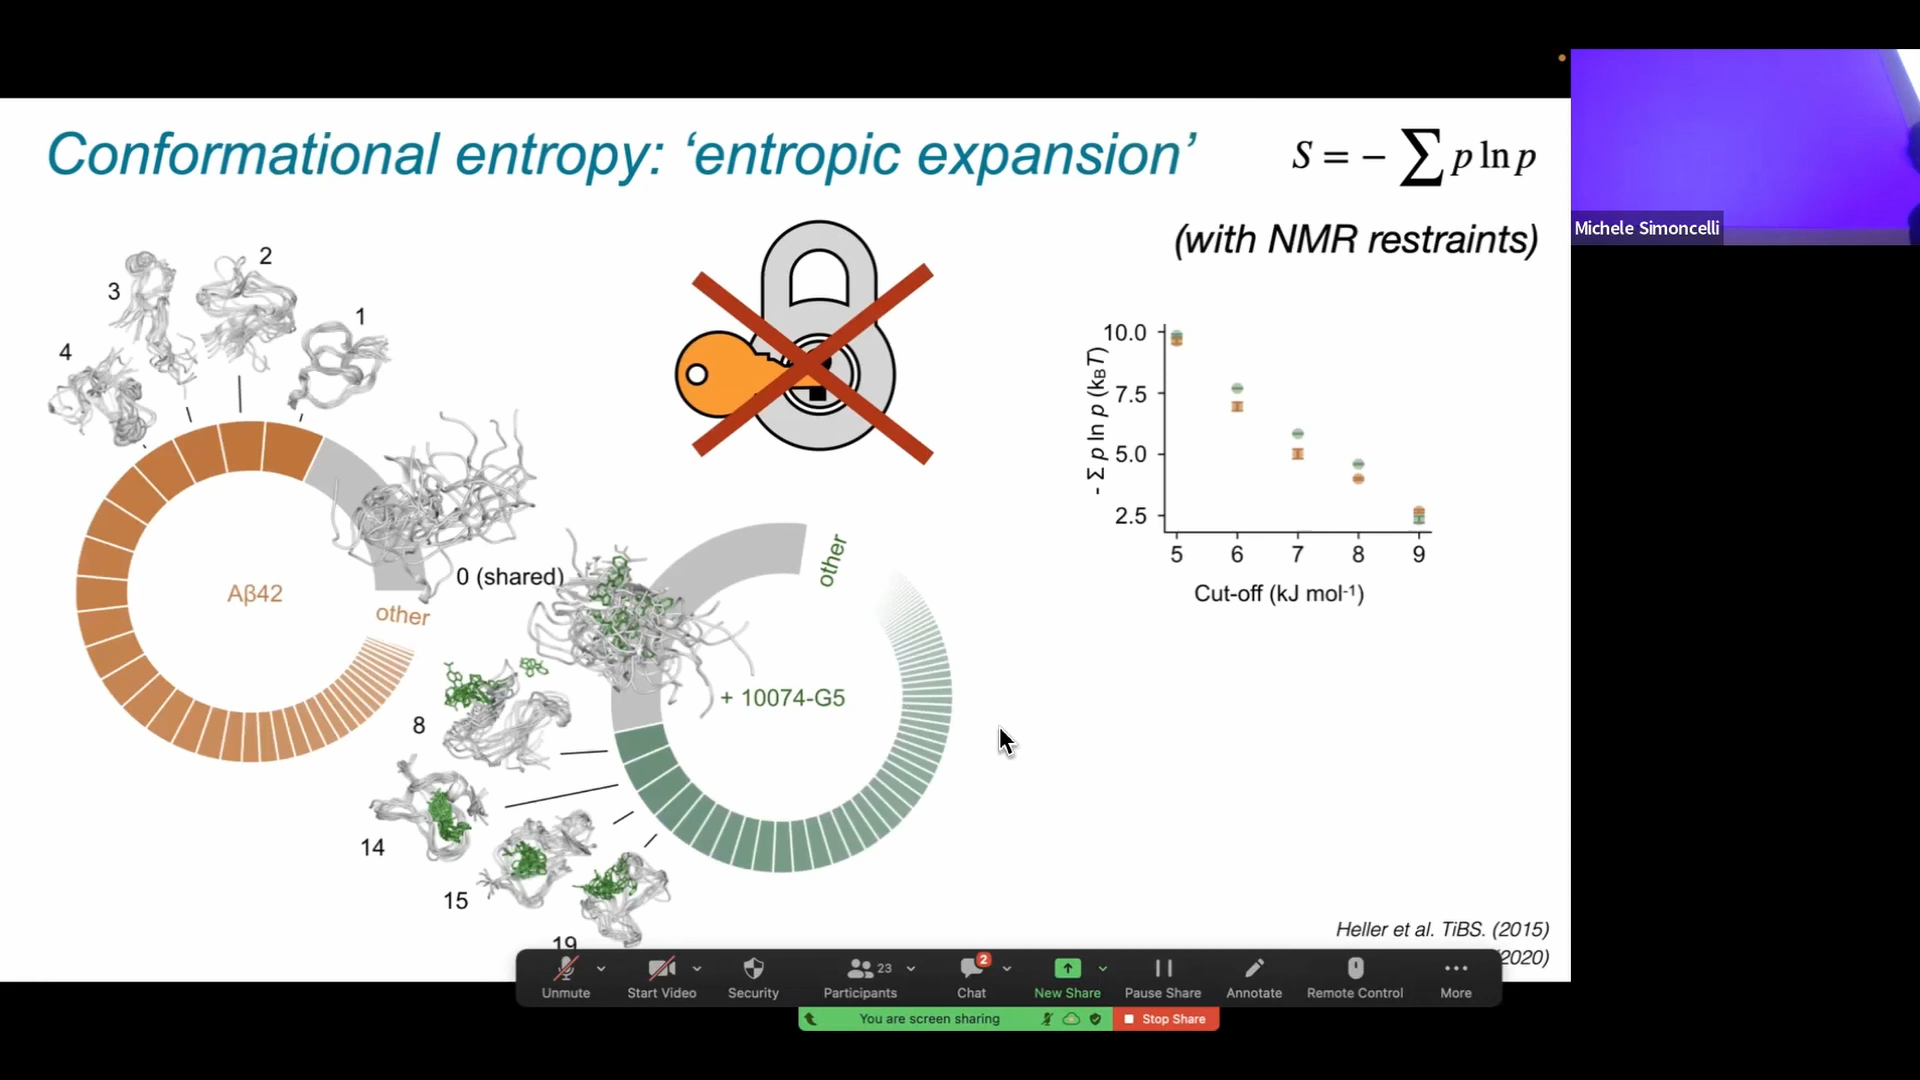 Conformational entropy: ‘entropic expansion’
S = − ∑ p ln p
(with NMR restraints)
Michele Simoncelli
3
2
1
4
Aβ42
other
0 (shared)
other
+ 10074-G5
8
14
15
19
- Σ p ln p (kBT)
10.0
7.5
5.0
2.5
5 6 7 8 9
Cut-off (kJ mol-1)
Heller et al. TiBS. (2015)
2020)
Unmute
Start Video
Security
23
Participants
2
Chat
New Share
Pause Share
Annotate
Remote Control
More
You are screen sharing
Stop Share